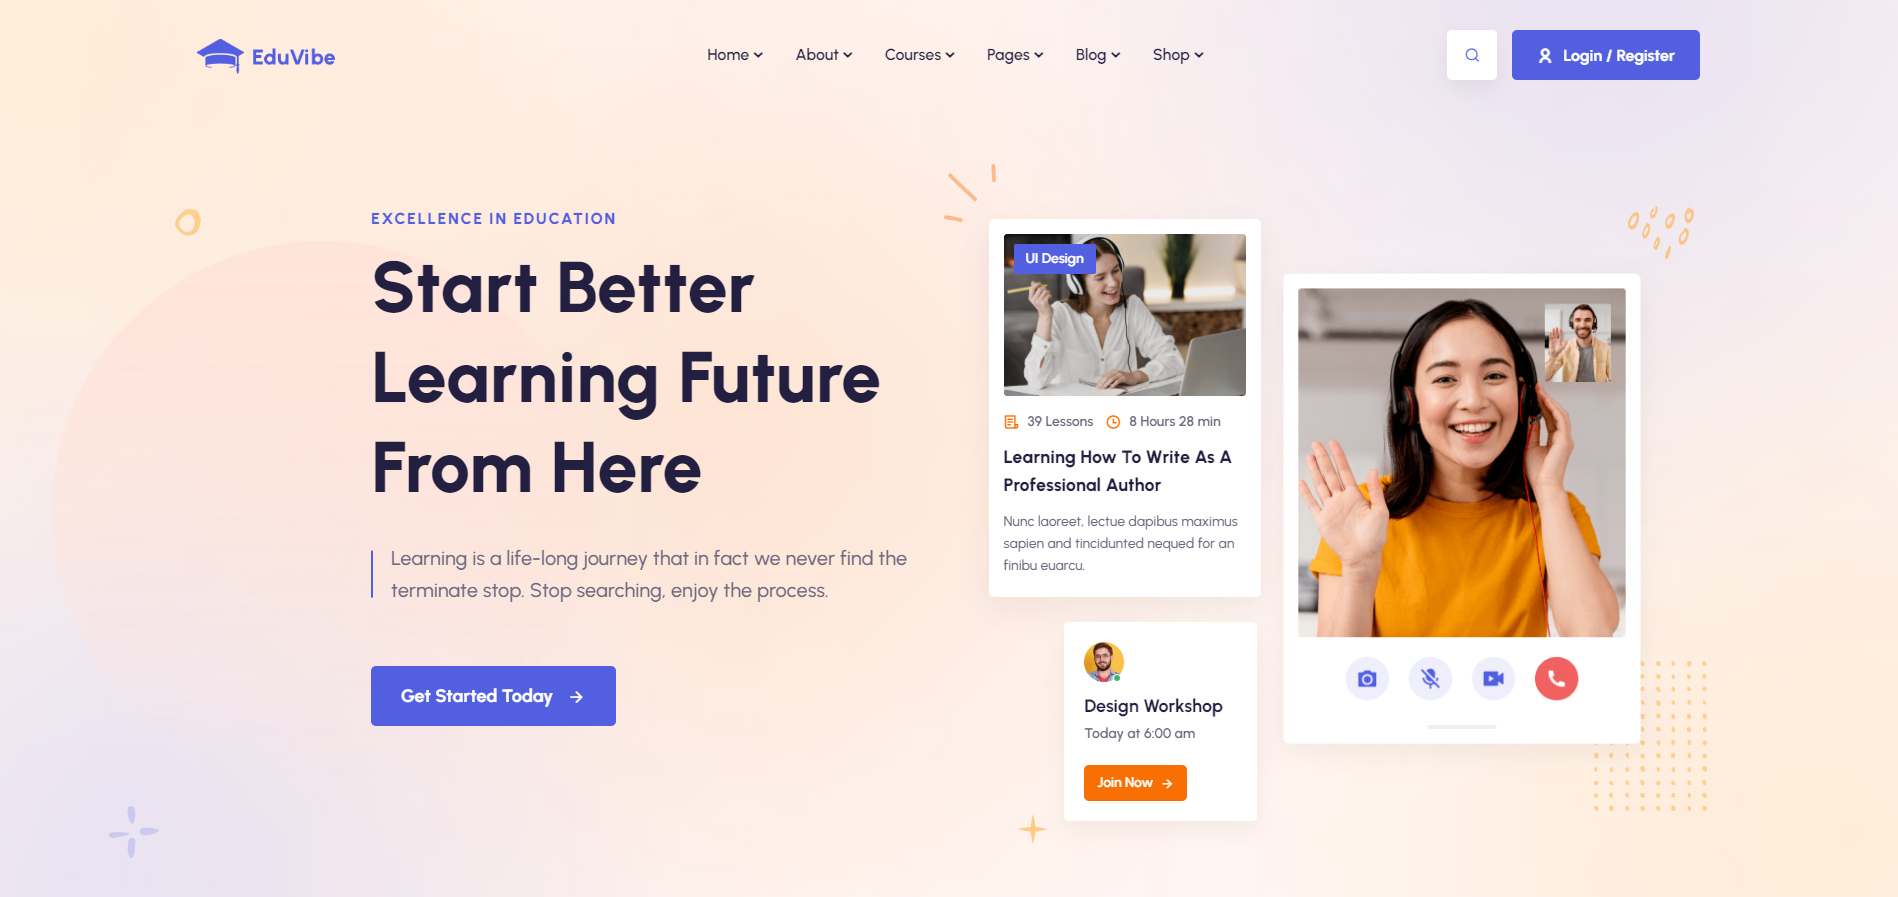 EduVibe
Home
About
Courses
Pages
Blog
Shop
Login / Register
EXCELLENCE IN EDUCATION
Start Better
Learning Future
From Here
Learning is a life-long journey that in fact we never find the
terminate stop. Stop searching, enjoy the process.
Get Started Today
UI Design
39 Lessons
8 Hours 28 min
Learning How To Write As A
Professional Author
Nunc laoreet, lectue dapibus maximus
sapien and tincidunted nequed for an
finibu euarcu.
Design Workshop
Today at 6:00 am
Join Now